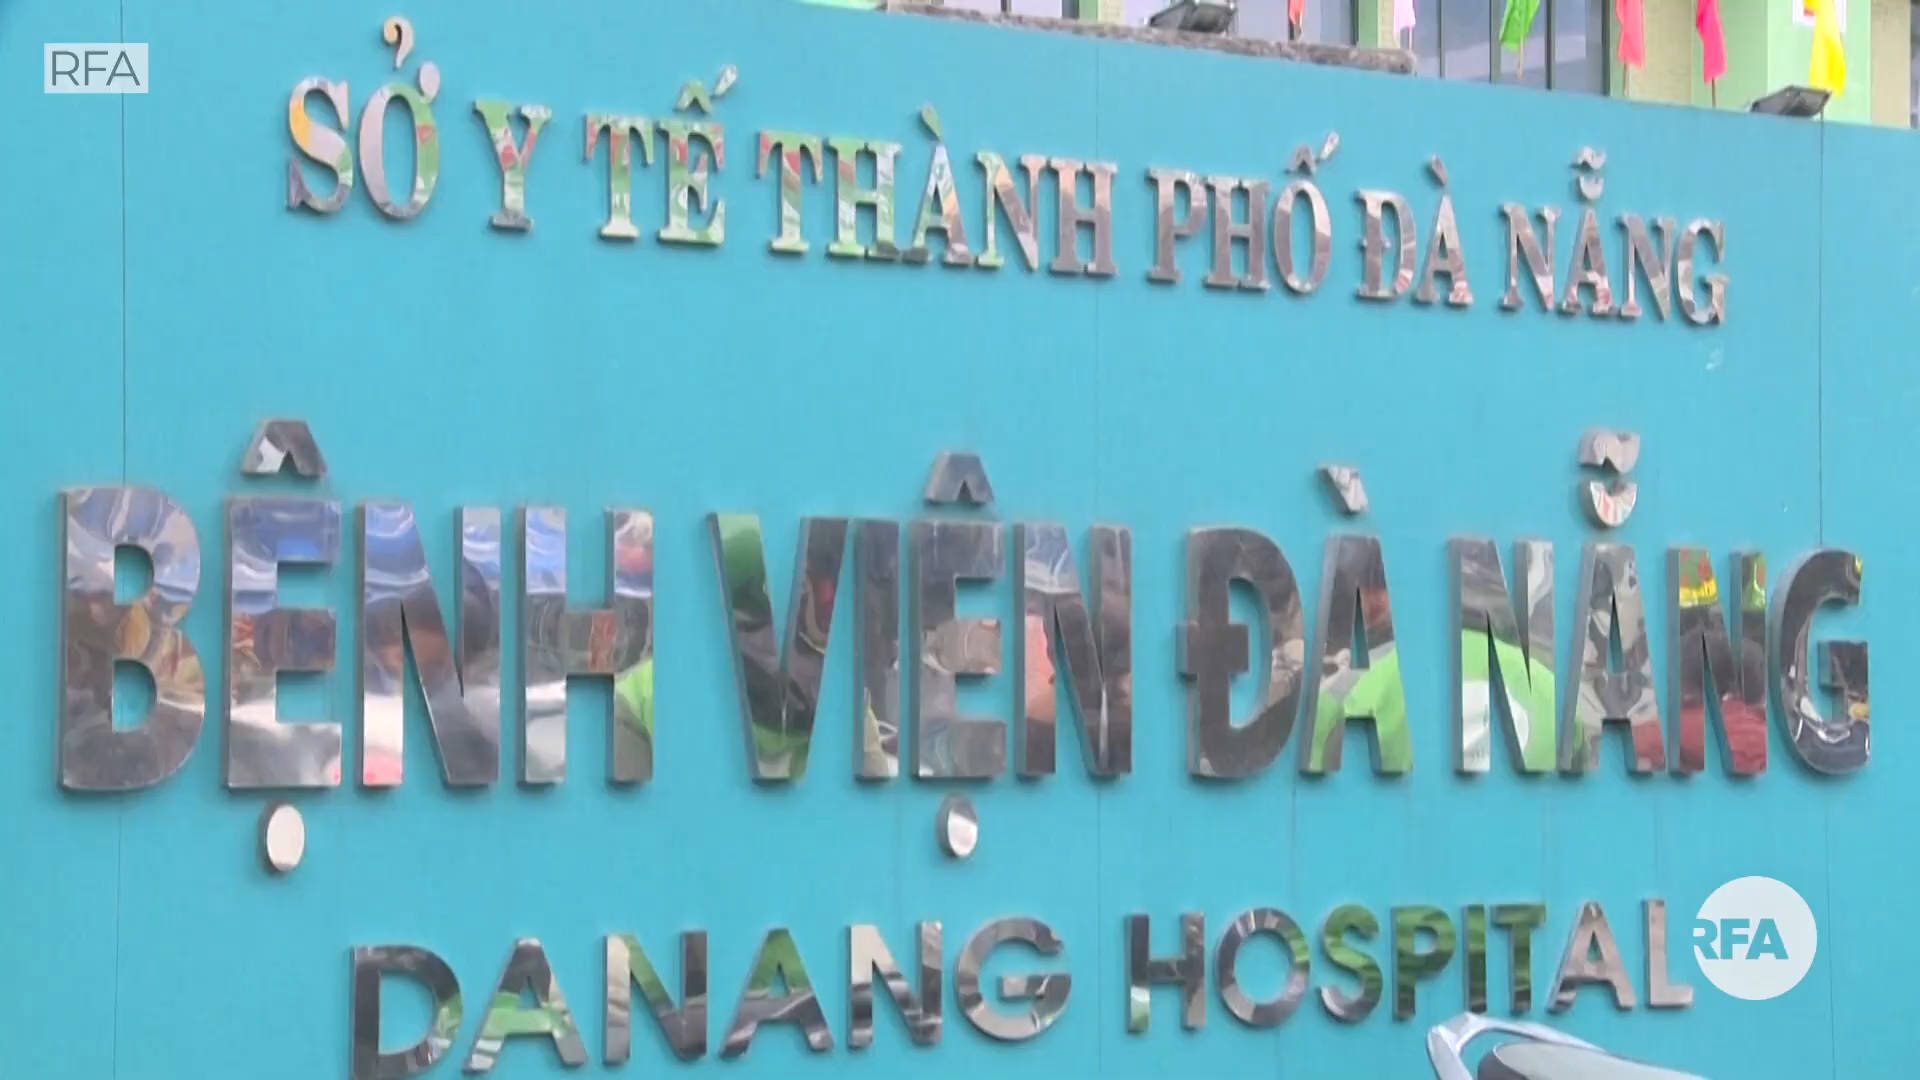 RFA
SỞ Y TẾ THÀNH PHỐ ĐÀ NẴNG
BỆNH VIỆN ĐÀ NẴNG
DANANG HOSPITAL
RFA